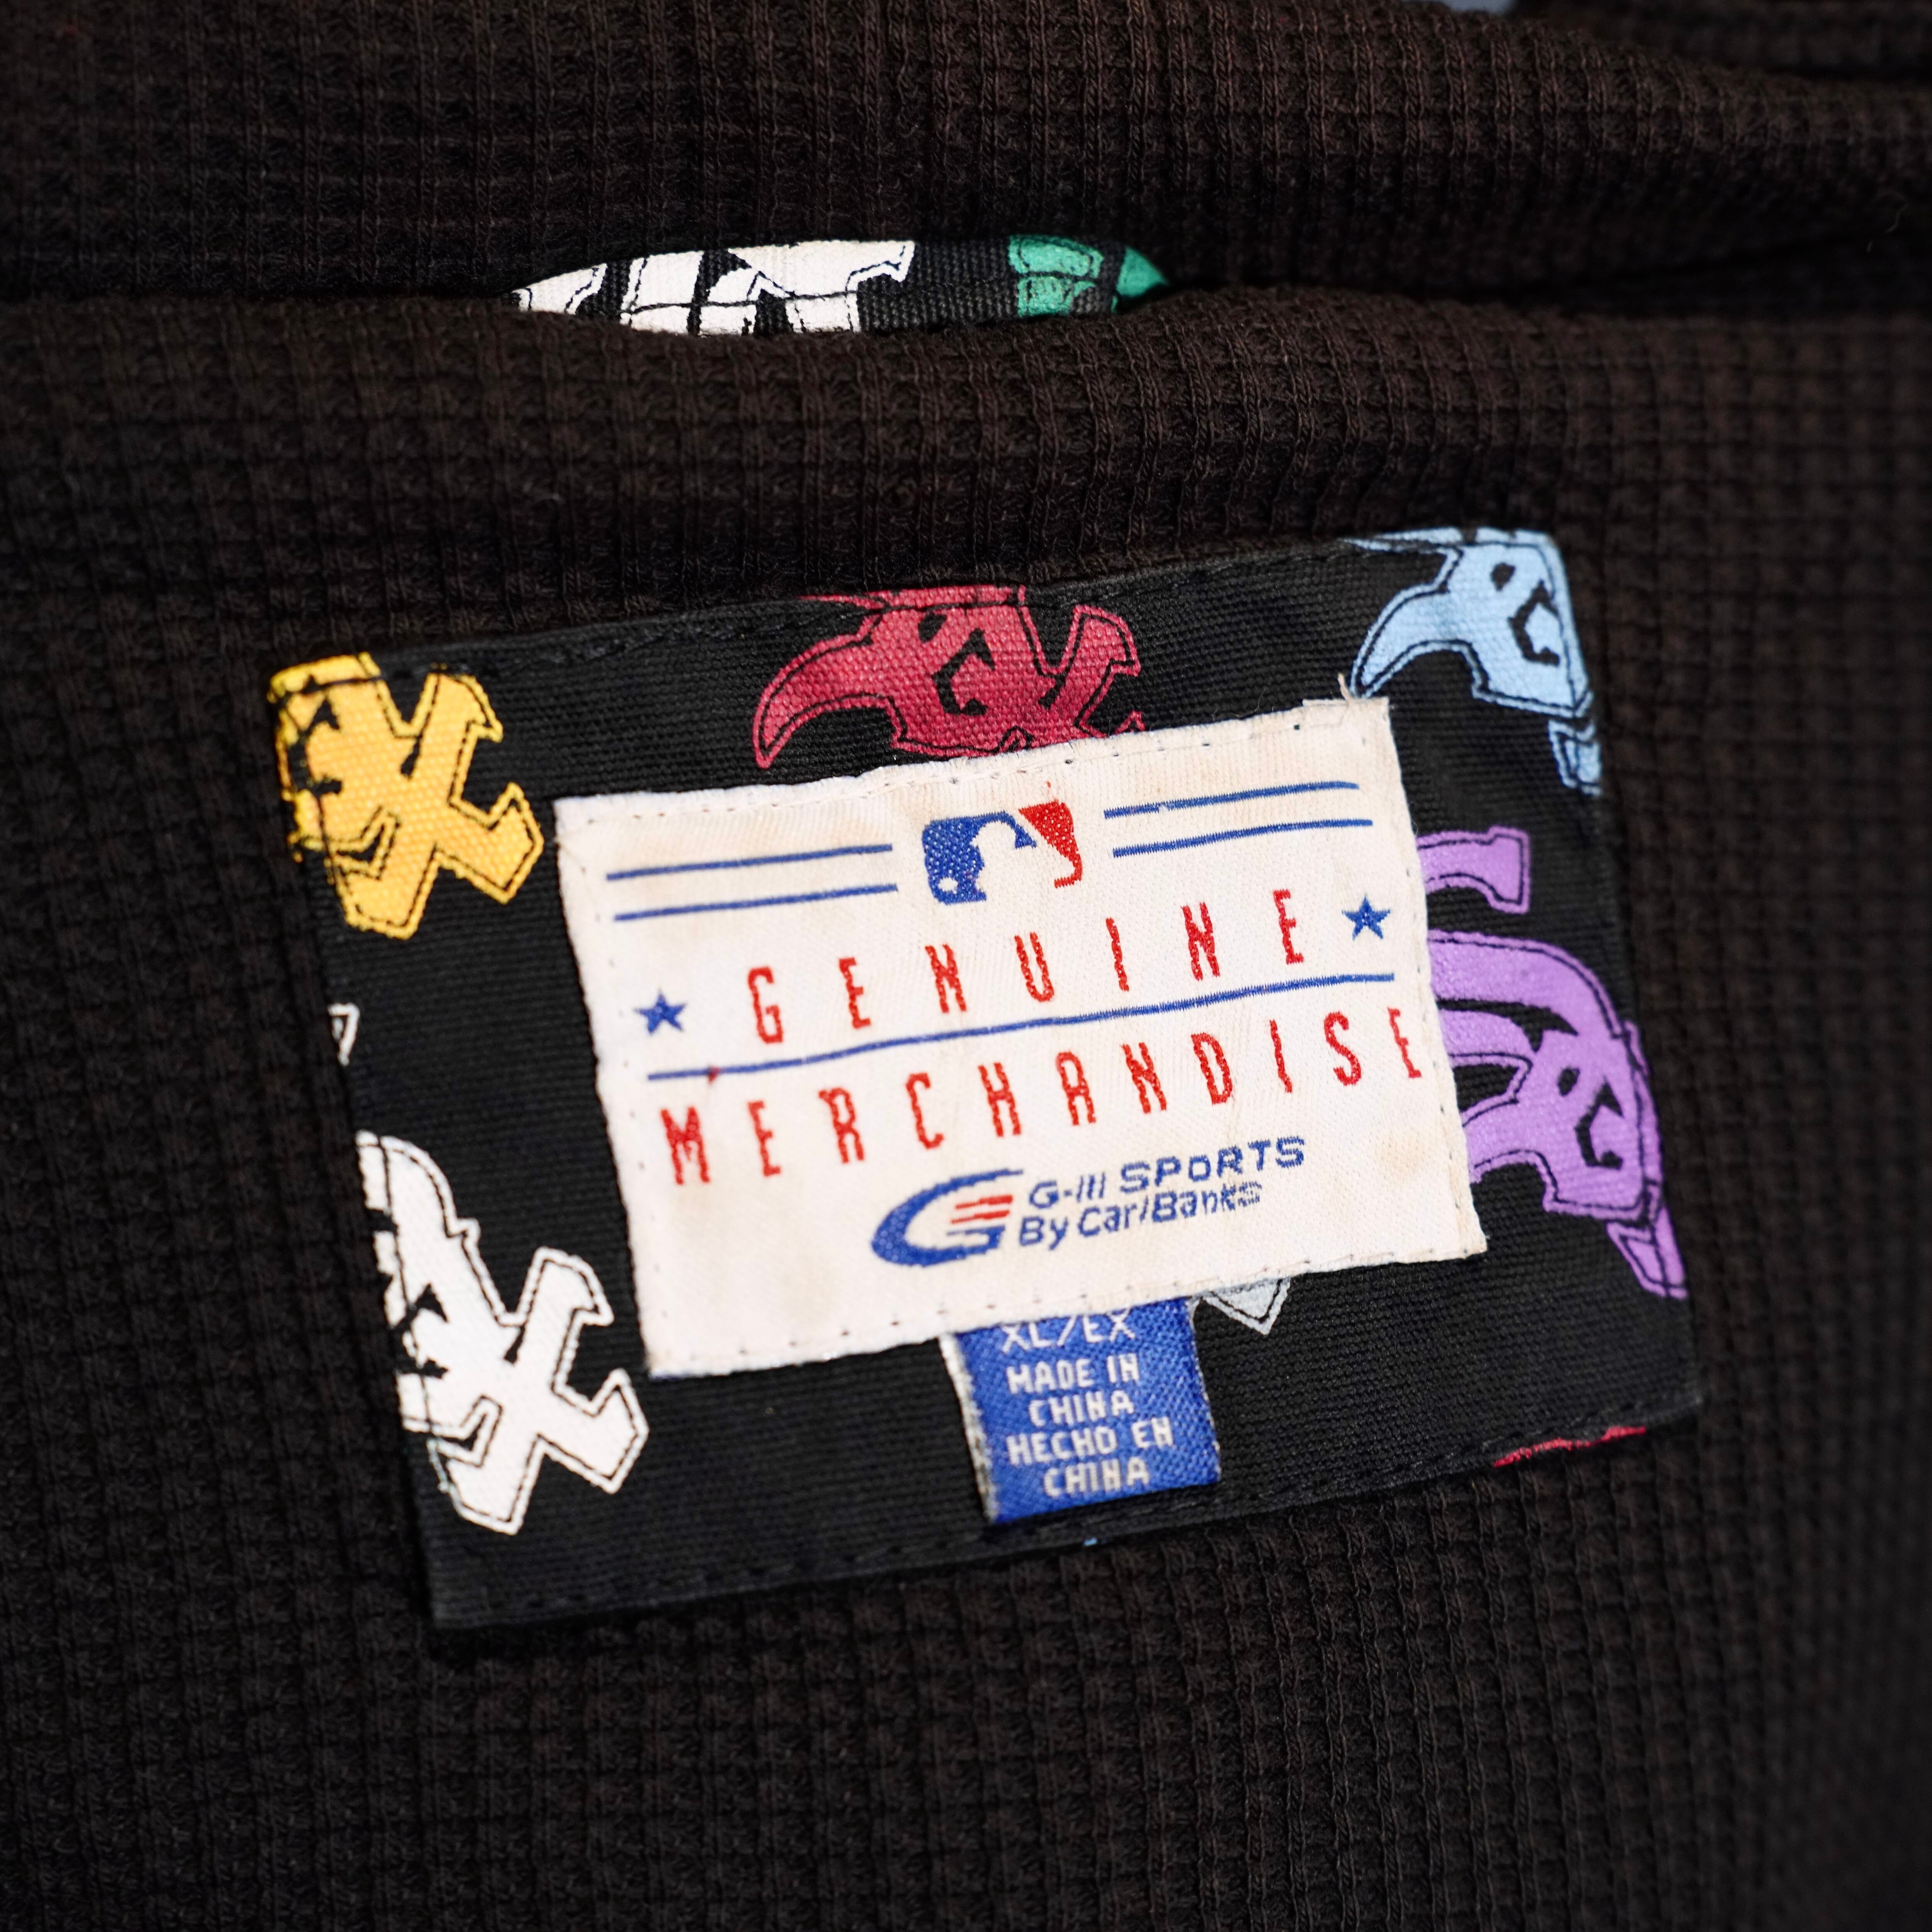 GENUINE
MERCHANDISE
G-III SPORTS
By Carl Banks
XL/EX
MADE IN
CHINA
HECHO EN
CHINA